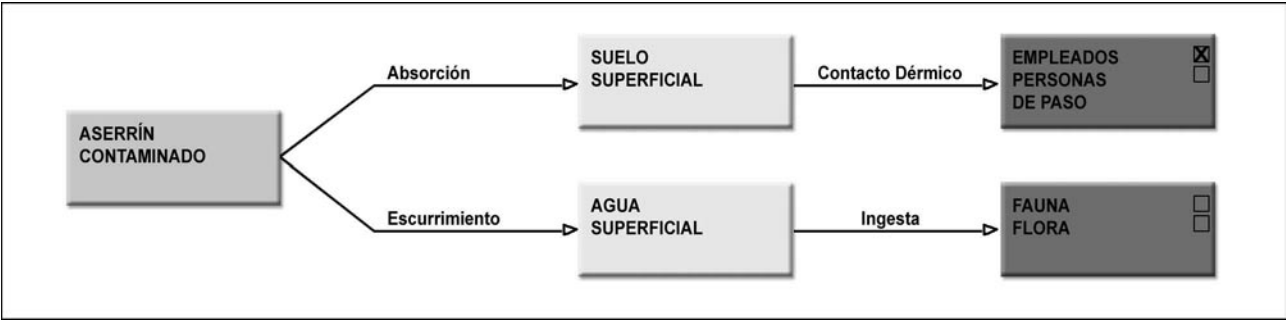 ASERRÍN
CONTAMINADO
Absorción
SUELO
SUPERFICIAL
Contacto Dérmico
EMPLEADOS
PERSONAS
DE PASO
Escurrimiento
AGUA
SUPERFICIAL
Ingesta
FAUNA
FLORA